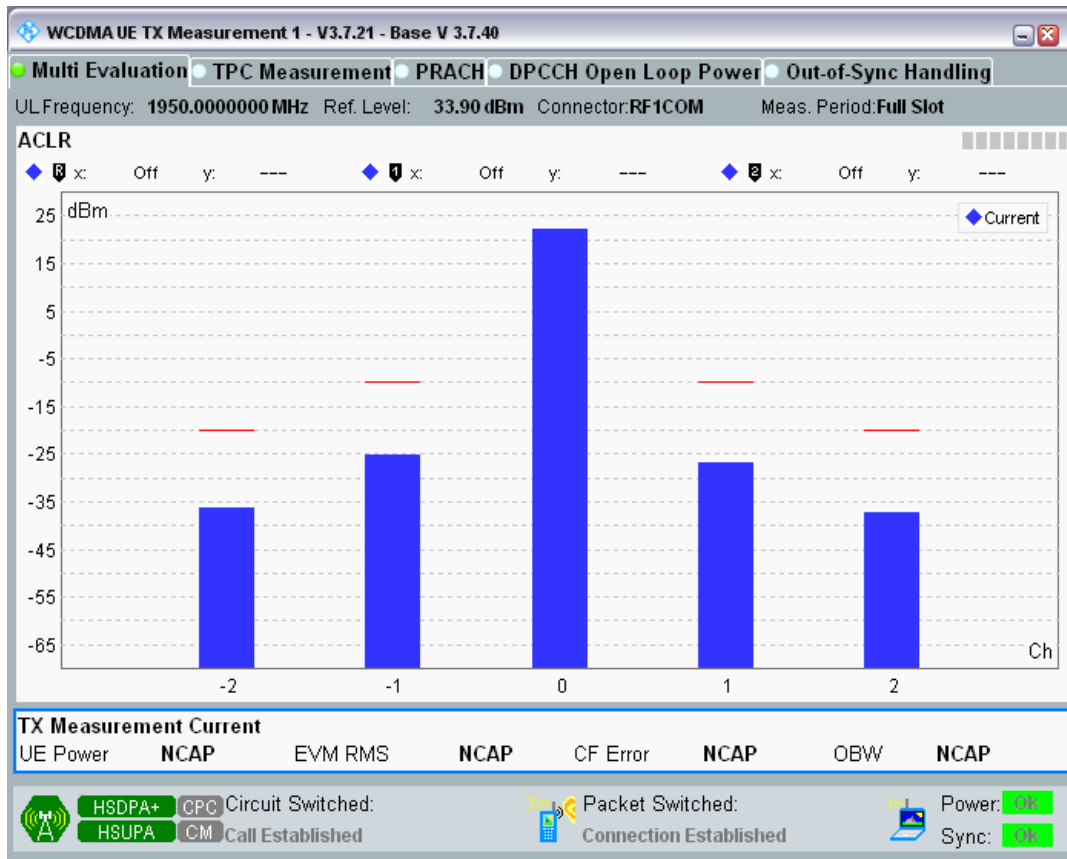 WCDMA UE TX Measurement 1 - V3.7.21 - Base V 3.7.40
Multi Evaluation TPC Measurement PRACH DPCCH Open Loop Power Out-of-Sync Handling
UL Frequency: 1950.0000000 MHz Ref. Level: 33.90 dBm Connector:RF1COM Meas. Period:Full Slot
ACLR
R x: Off y: --- 1 x: Off y: --- 2 x: Off y: ---
dBm
Current
25
15
5
-5
-15
-25
-35
-45
-55
-65
Ch
-2 -1 0 1 2
TX Measurement Current
UE Power NCAP EVM RMS NCAP CF Error NCAP OBW NCAP
HSDPA+ CPC Circuit Switched: Packet Switched: Power: Ok
HSUPA CM Call Established Connection Established Sync: Ok